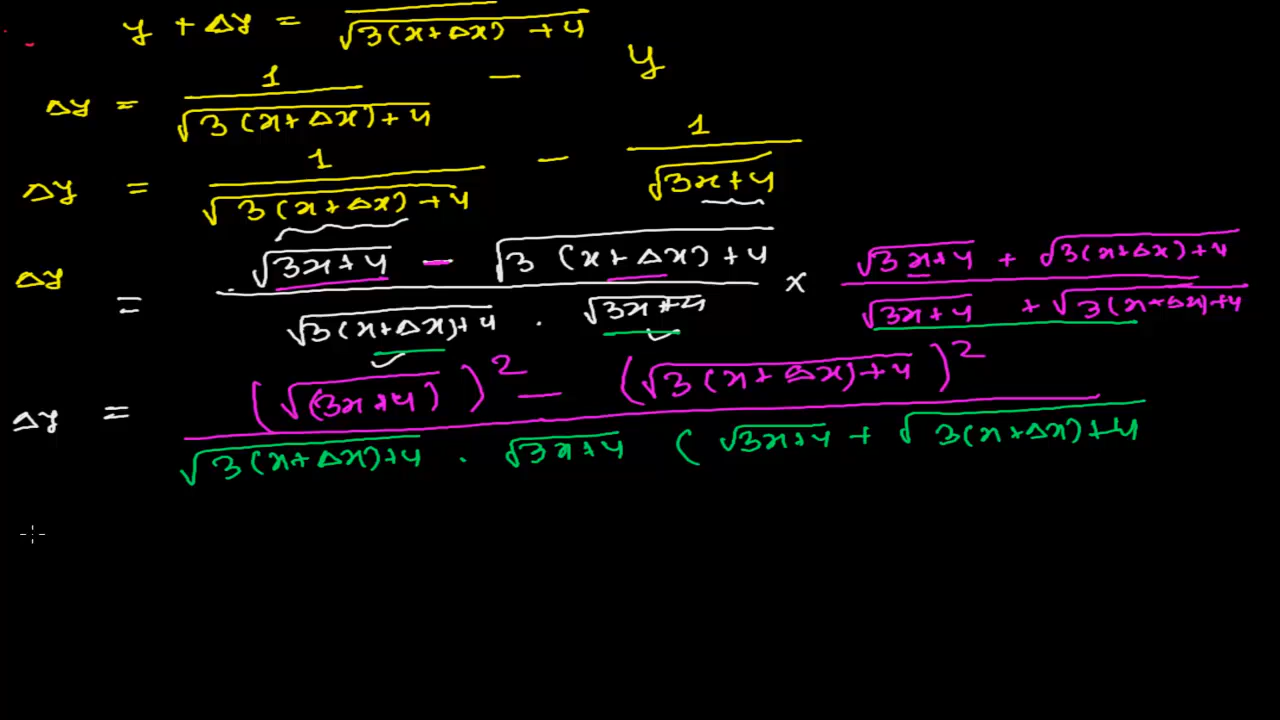 y + Δy = √3(x+Δx) + 4
Δy = 1/√3(x+Δx)+4 − y
Δy = 1/√3(x+Δx)+4 − 1/√3x+4
Δy = √3x+4 − √3(x+Δx)+4 / √3(x+Δx)+4 . √3x+4 × √3x+4 + √3(x+Δx)+4 / √3x+4 + √3(x+Δx)+4
Δy = (√(3x+4))² − (√3(x+Δx)+4)² / √3(x+Δx)+4 . √3x+4 (√3x+4 + √3(x+Δx)+4